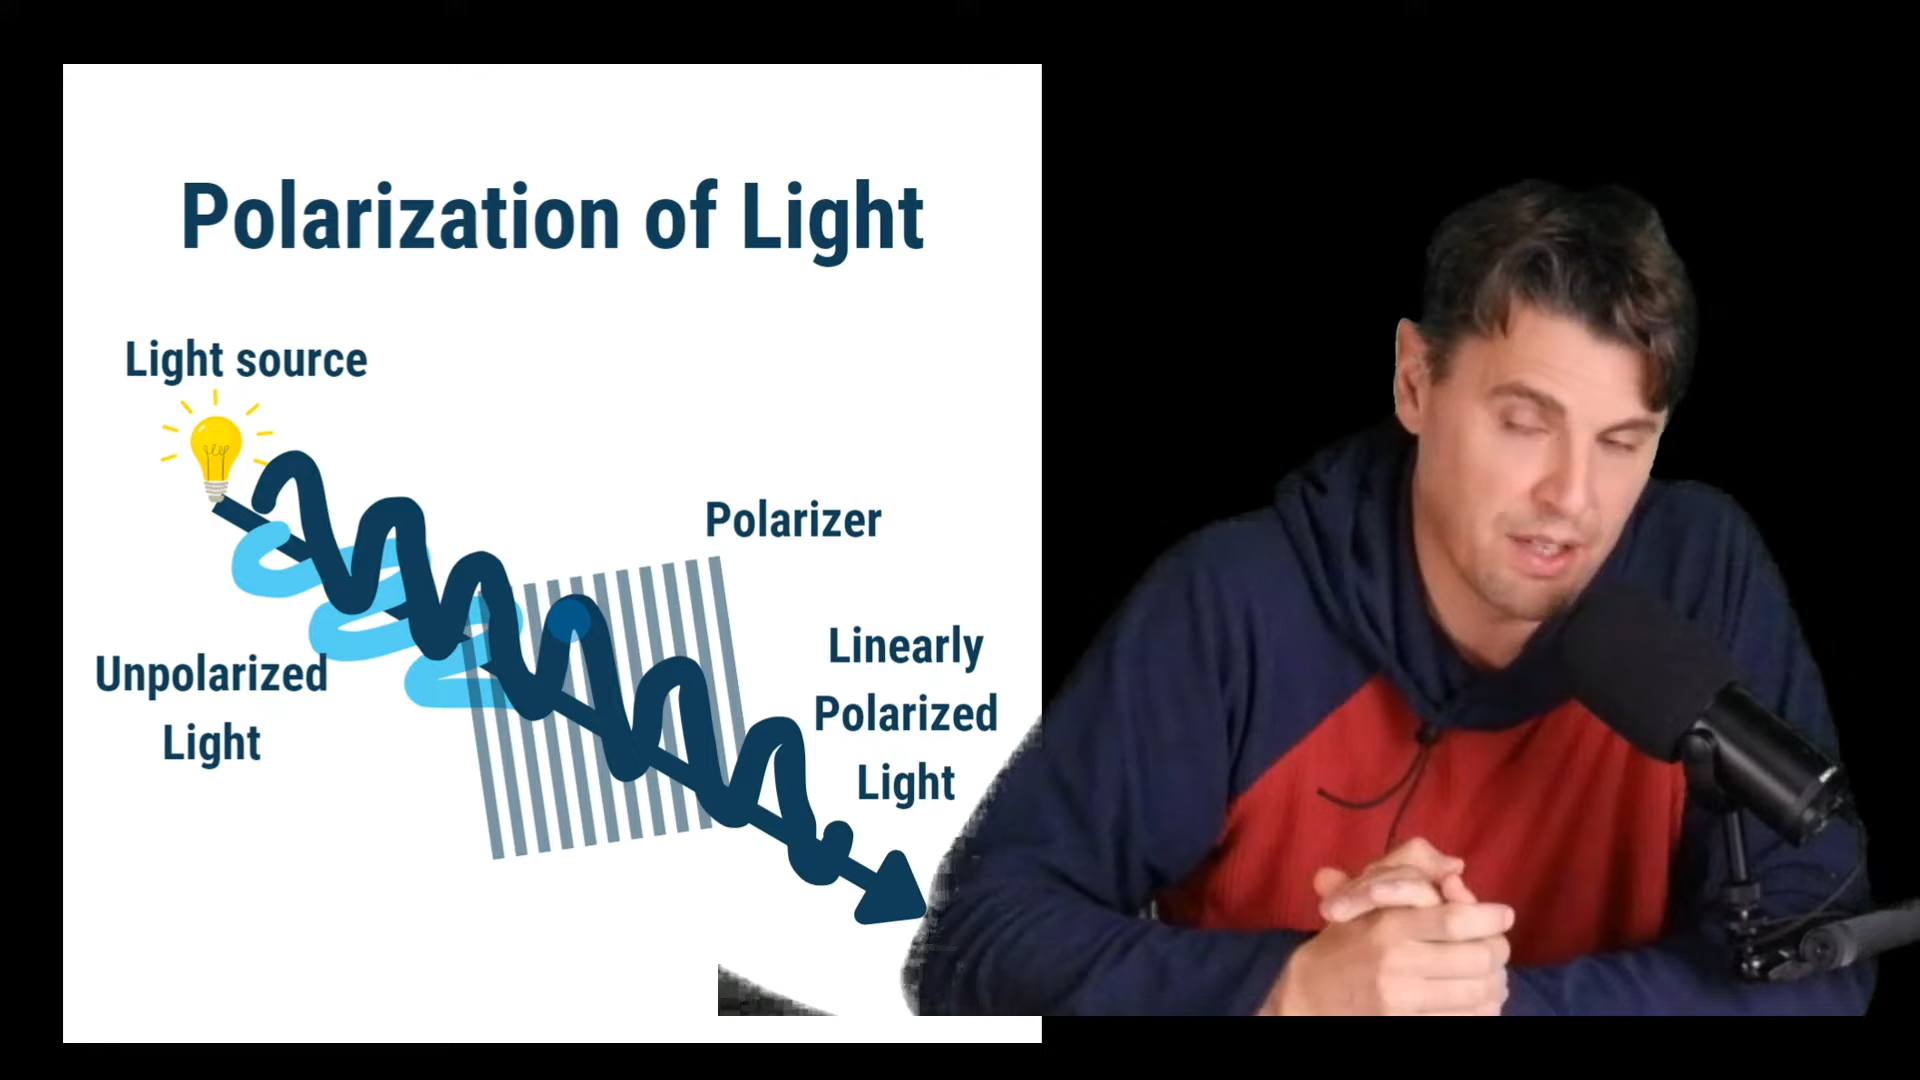 Polarization of Light
Light source
Polarizer
Unpolarized
Light
Linearly
Polarized
Light